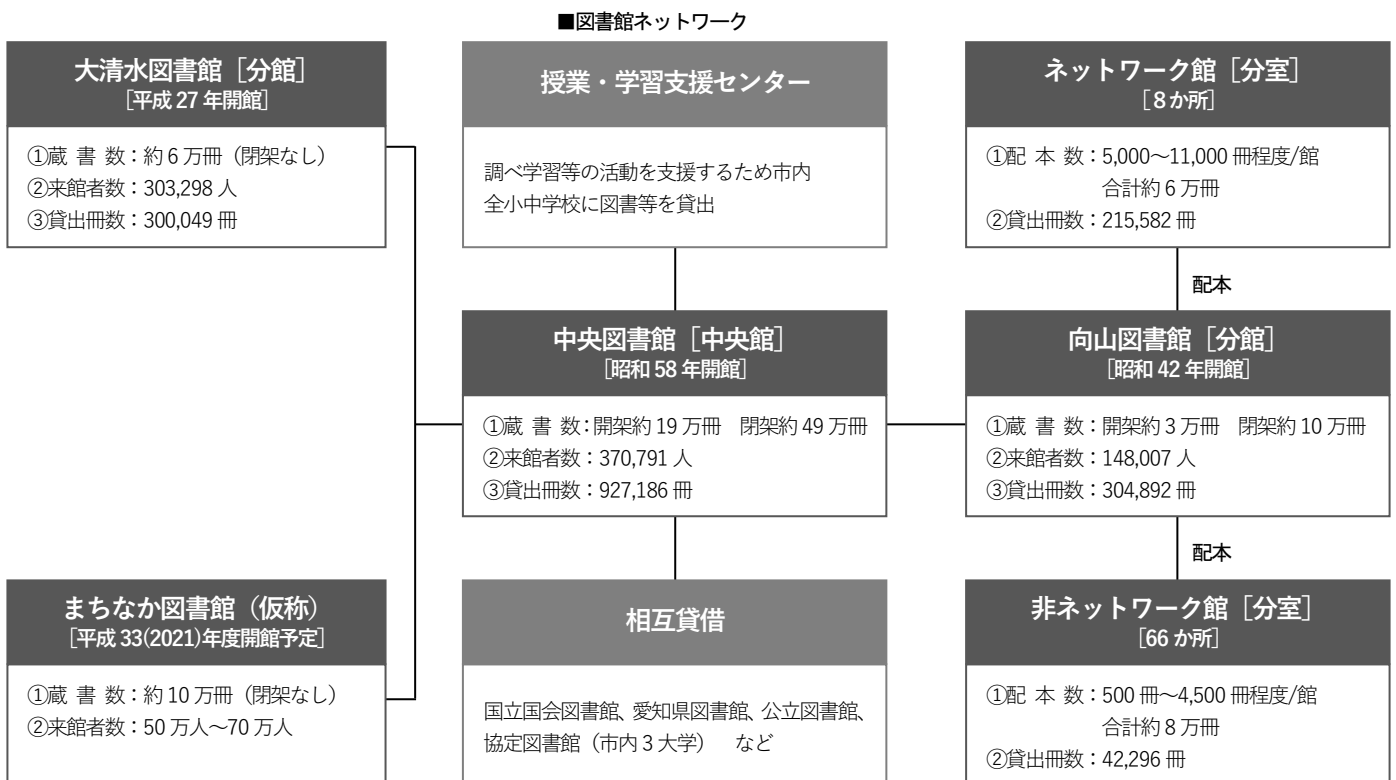 ■図書館ネットワーク
大清水図書館［分館］
［平成 27 年開館］
①蔵 書 数：約 6 万冊（閉架なし）
②来館者数：303,298 人
③貸出冊数：300,049 冊
授業・学習支援センター
調べ学習等の活動を支援するため市内
全小中学校に図書等を貸出
ネットワーク館［分室］
［８か所］
①配 本 数：5,000～11,000 冊程度/館
合計約 6 万冊
②貸出冊数：215,582 冊
配本
中央図書館［中央館］
［昭和 58 年開館］
①蔵 書 数：開架約 19 万冊　閉架約 49 万冊
②来館者数：370,791 人
③貸出冊数：927,186 冊
向山図書館［分館］
［昭和 42 年開館］
①蔵 書 数：開架約 3 万冊　閉架約 10 万冊
②来館者数：148,007 人
③貸出冊数：304,892 冊
配本
まちなか図書館（仮称）
［平成 33(2021)年度開館予定］
①蔵 書 数：約 10 万冊（閉架なし）
②来館者数：50 万人～70 万人
相互貸借
国立国会図書館、愛知県図書館、公立図書館、
協定図書館（市内 3 大学）　など
非ネットワーク館［分室］
［66 か所］
①配 本 数：500 冊～4,500 冊程度/館
合計約 8 万冊
②貸出冊数：42,296 冊